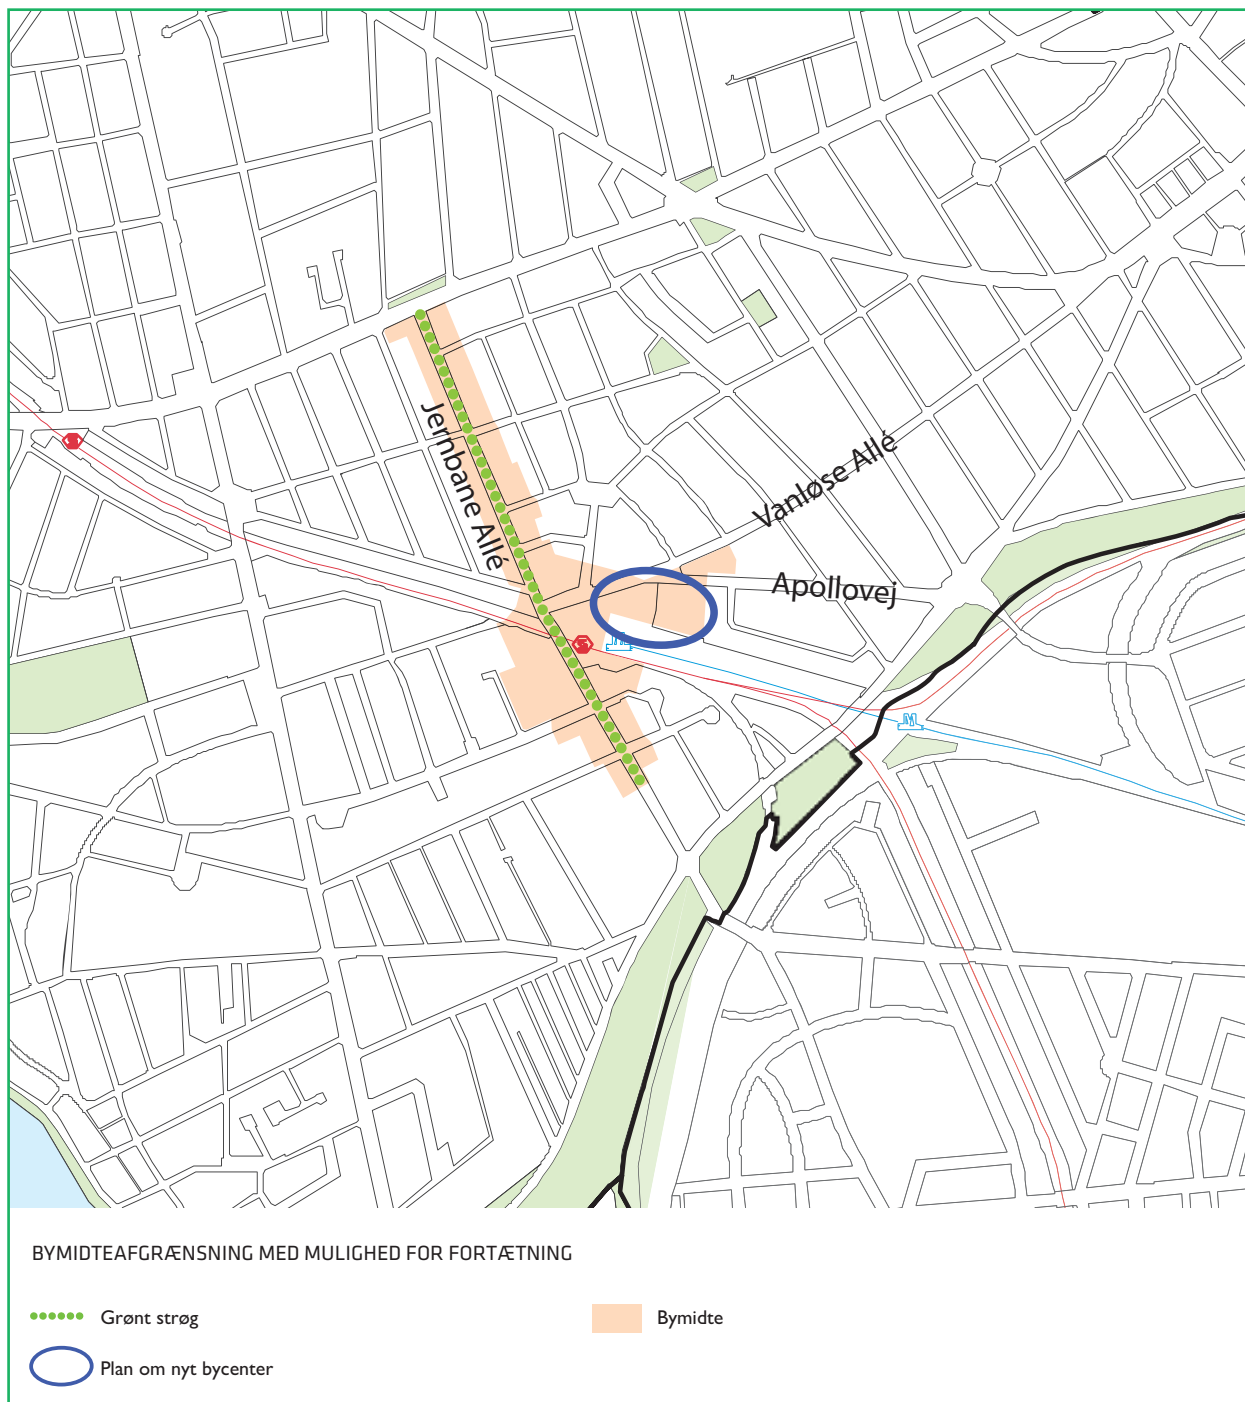 Jernbane Allé
Vanløse Allé
Apollovej
S
S
M
M
BYMIDTEAFGRÆNSNING MED MULIGHED FOR FORTÆTNING
Grønt strøg
Bymidte
Plan om nyt bycenter